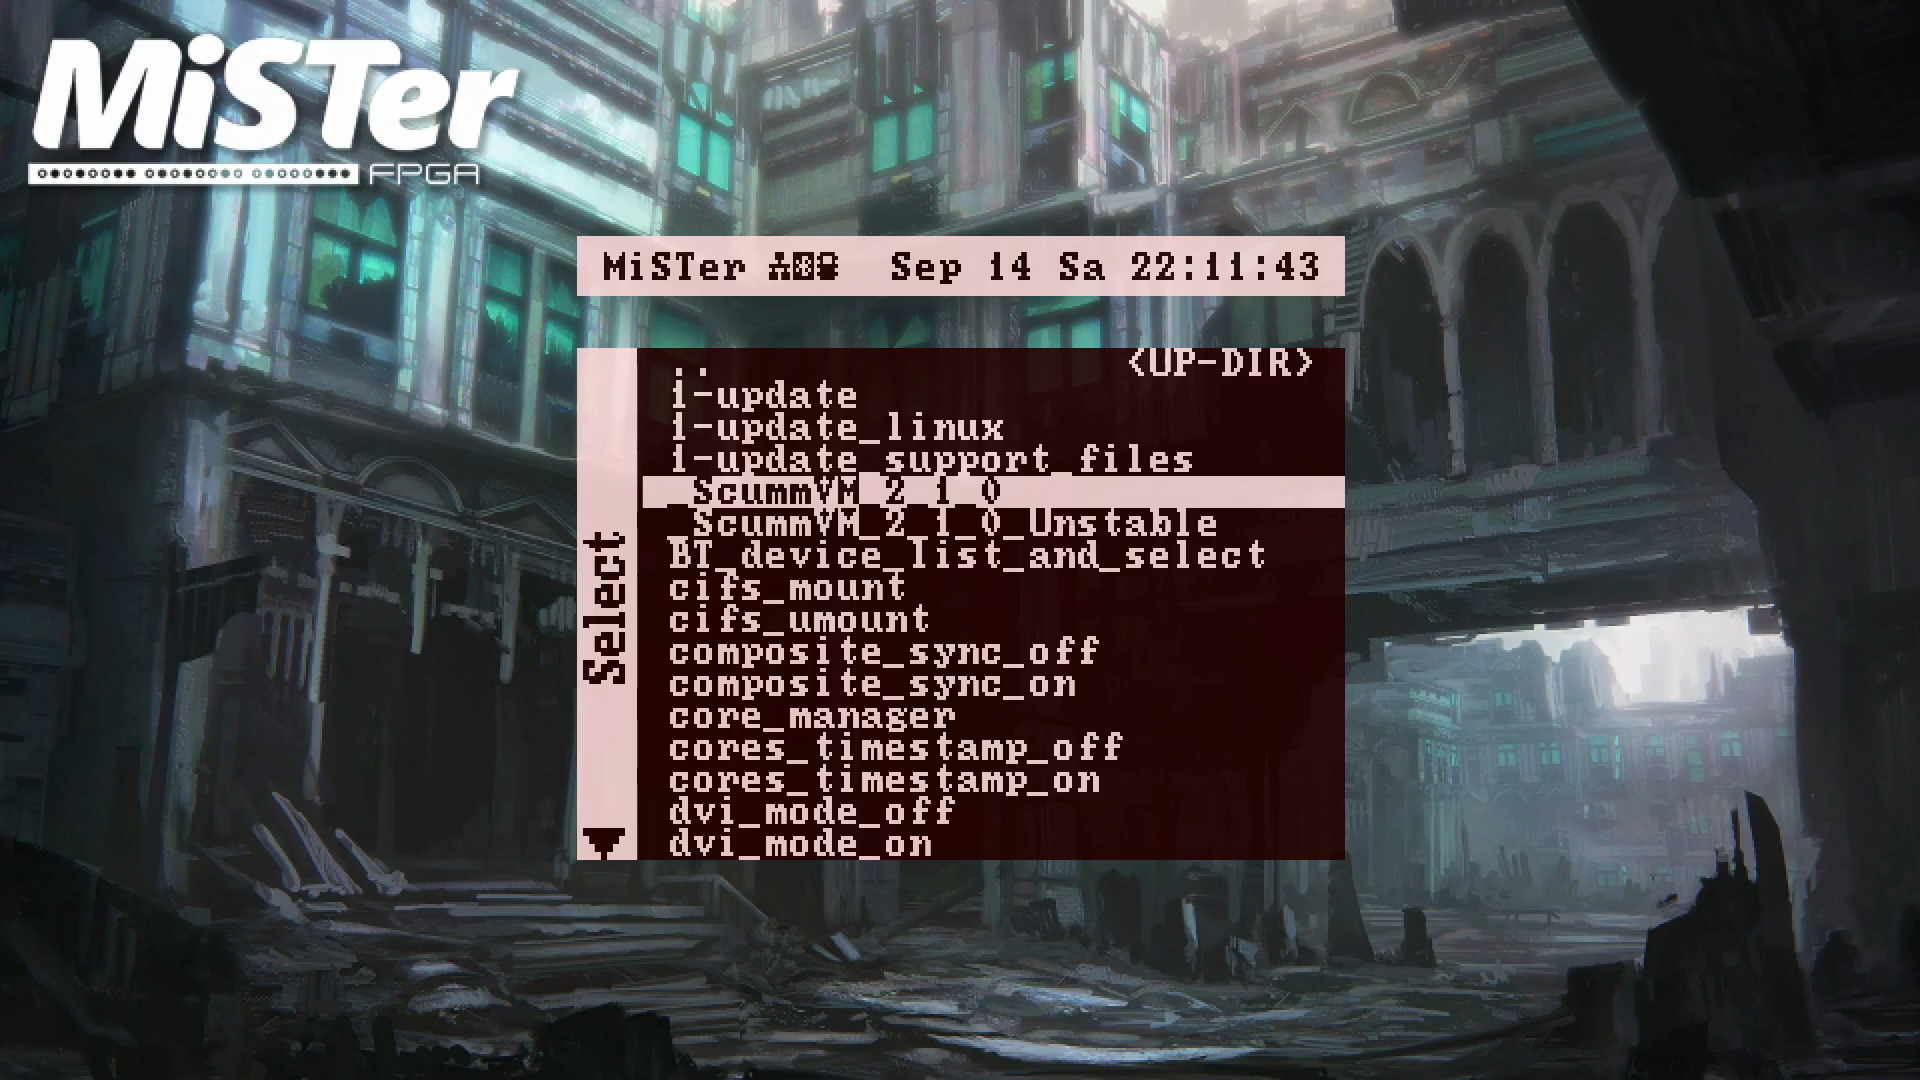 MiSTer
FPGA
MiSTer Sep 14 Sa 22:11:43
Select
.. <UP-DIR>
1-update
1-update_linux
1-update_support_files
_ScummVM_2_1_0
_ScummVM_2_1_0_Unstable
BT_device_list_and_select
cifs_mount
cifs_umount
composite_sync_off
composite_sync_on
core_manager
cores_timestamp_off
cores_timestamp_on
dvi_mode_off
dvi_mode_on